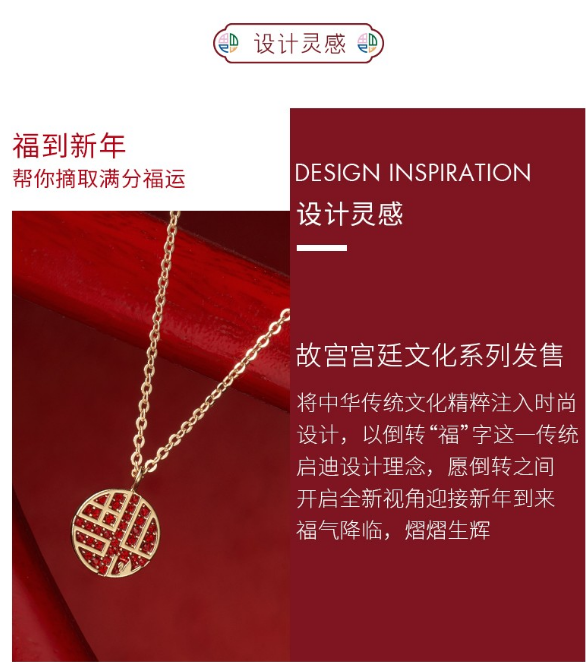 设计灵感
福到新年
帮你摘取满分福运
DESIGN INSPIRATION
设计灵感
故宫宫廷文化系列发售
将中华传统文化精粹注入时尚
设计，以倒转“福”字这一传统
启迪设计理念，愿倒转之间
开启全新视角迎接新年到来
福气降临，熠熠生辉